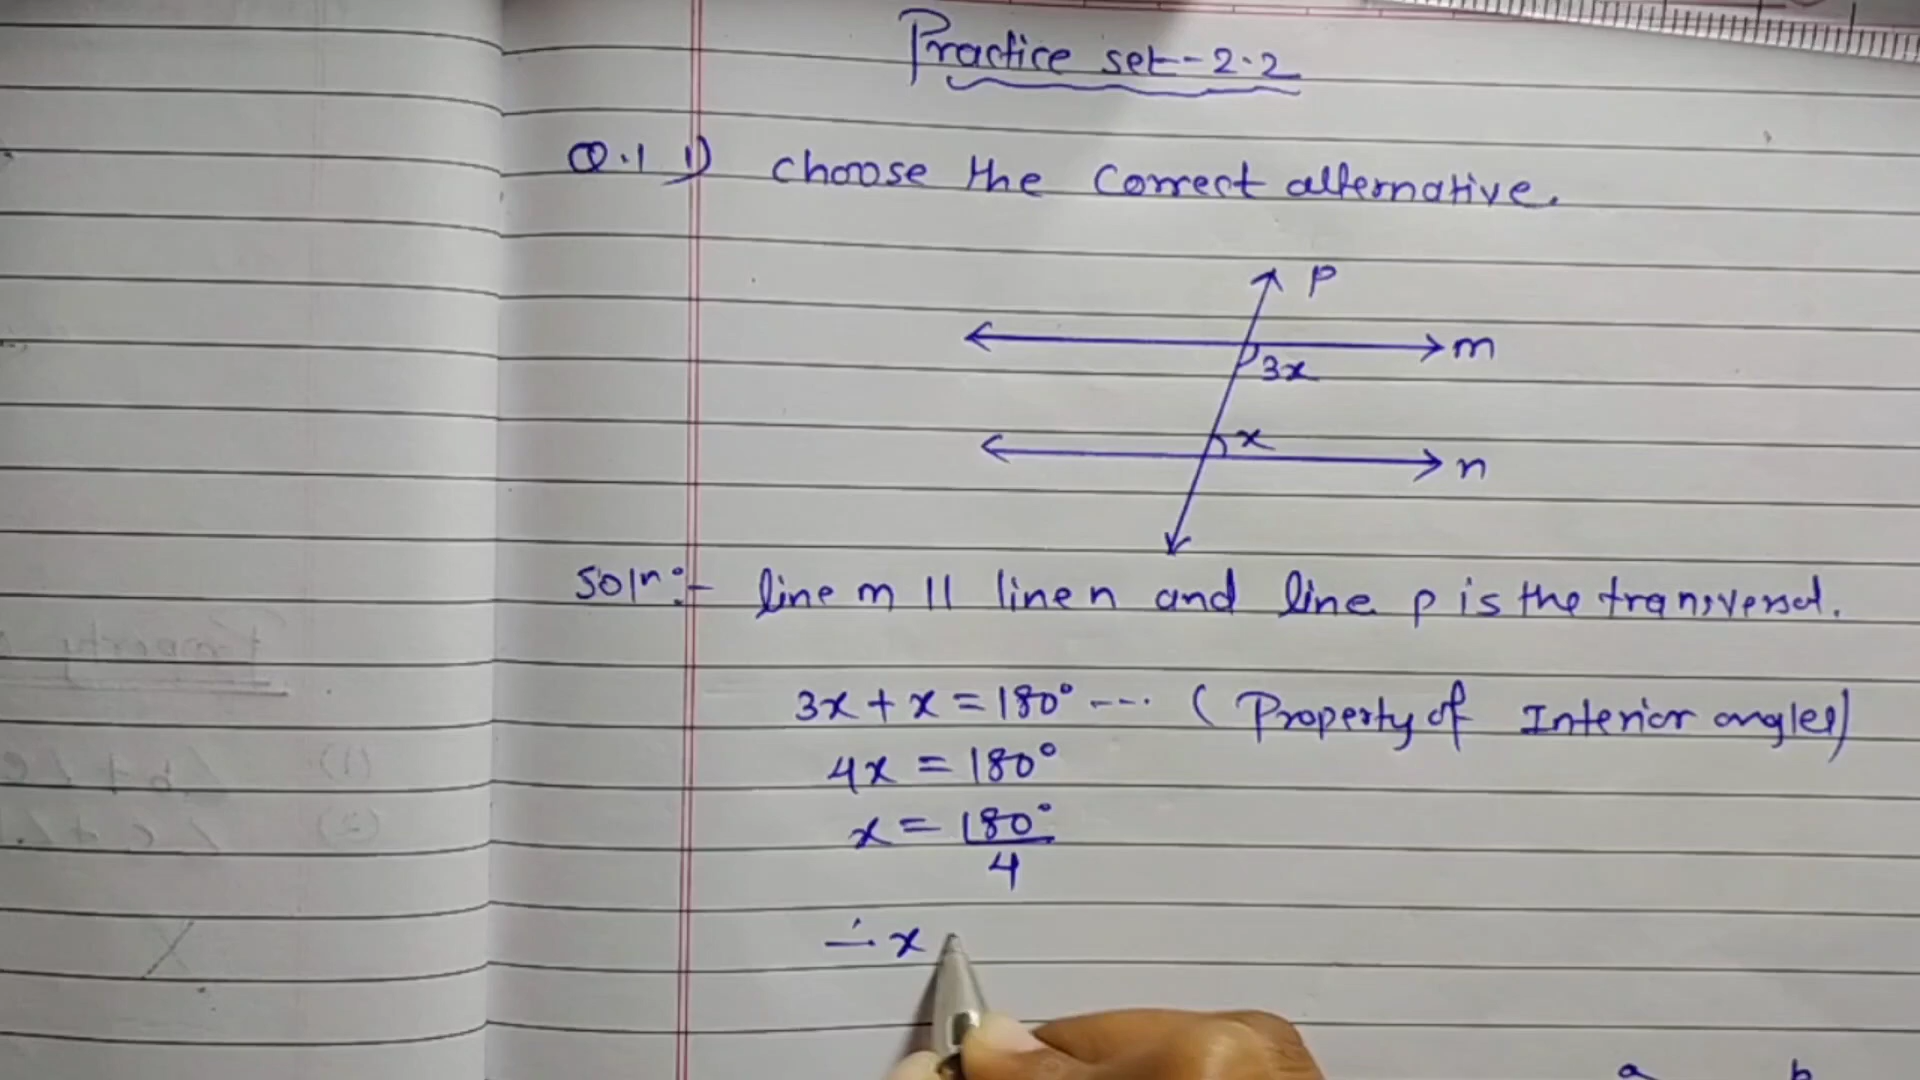 Practice set-2.2
Q.1 1) choose the correct alternative.
p
m
3x
x
n
Soln:- line m || line n and line p is the transversal.
3x + x = 180° --- (Property of Interior angles)
4x = 180°
x = 180°
4
∴ x
a b